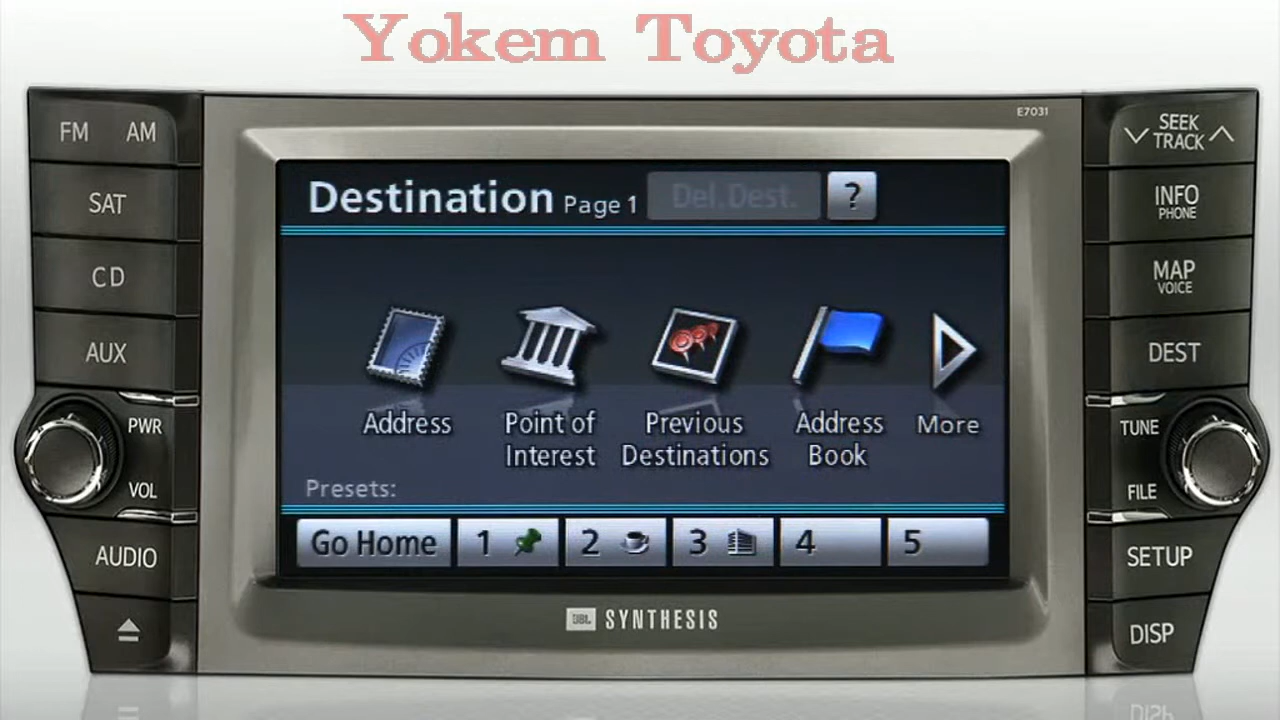 Yokem Toyota
E7031
FM AM
SAT
CD
AUX
PWR
VOL
AUDIO
Destination Page 1 Del. Dest. ?
Address
Point of
Interest
Previous
Destinations
Address
Book
More
Presets:
Go Home 1 2 3 4 5
JBL SYNTHESIS
SEEK
TRACK
INFO
PHONE
MAP
VOICE
DEST
TUNE
FILE
SETUP
DISP